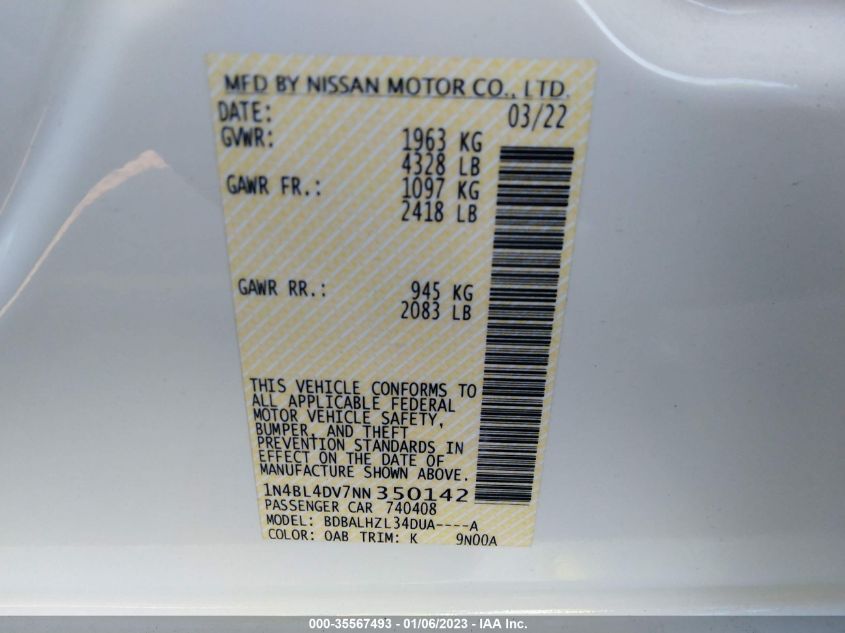 MFD BY NISSAN MOTOR CO., LTD.
DATE: 03/22
GVWR: 1963 KG
4328 LB
GAWR FR.: 1097 KG
2418 LB
GAWR RR.: 945 KG
2083 LB
THIS VEHICLE CONFORMS TO
ALL APPLICABLE FEDERAL
MOTOR VEHICLE SAFETY,
BUMPER, AND THEFT
PREVENTION STANDARDS IN
EFFECT ON THE DATE OF
MANUFACTURE SHOWN ABOVE.
1N4BL4DV7NN350142
PASSENGER CAR 740408
MODEL: BDBALHZL34DUA----A
COLOR: QAB TRIM: K 9N00A
000-35567493 - 01/06/2023 - IAA Inc.